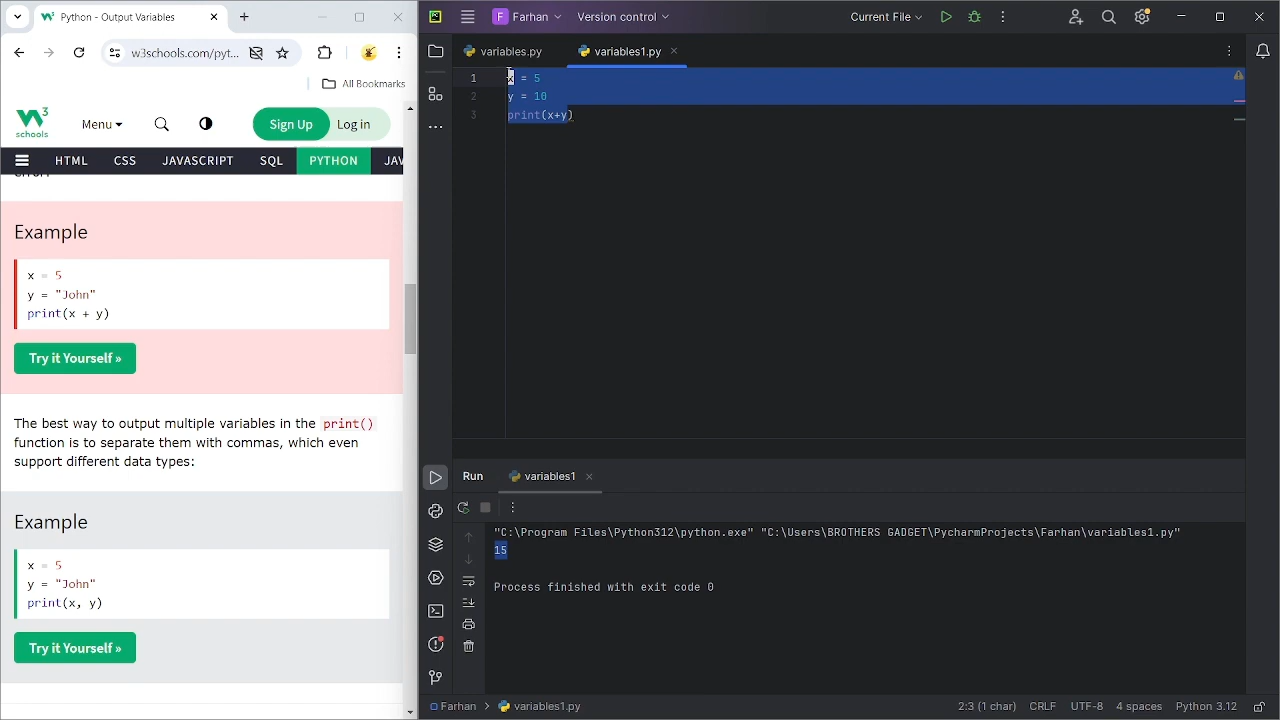 Python - Output Variables
w3schools.com/pyt...
All Bookmarks
W3
schools
Menu
Sign Up
Log in
HTML CSS JAVASCRIPT SQL PYTHON JAV
Example
x = 5
y = "John"
print(x + y)
Try it Yourself »
The best way to output multiple variables in the print()
function is to separate them with commas, which even
support different data types:
Example
x = 5
y = "John"
print(x, y)
Try it Yourself »
F Farhan Version control Current File
variables.py variables1.py
1 x = 5
2 y = 10
3 print(x+y)
Run variables1
"C:\Program Files\Python312\python.exe" "C:\Users\BROTHERS GADGET\PycharmProjects\Farhan\variables1.py"
15
Process finished with exit code 0
Farhan > variables1.py 2:3 (1 char) CRLF UTF-8 4 spaces Python 3.12